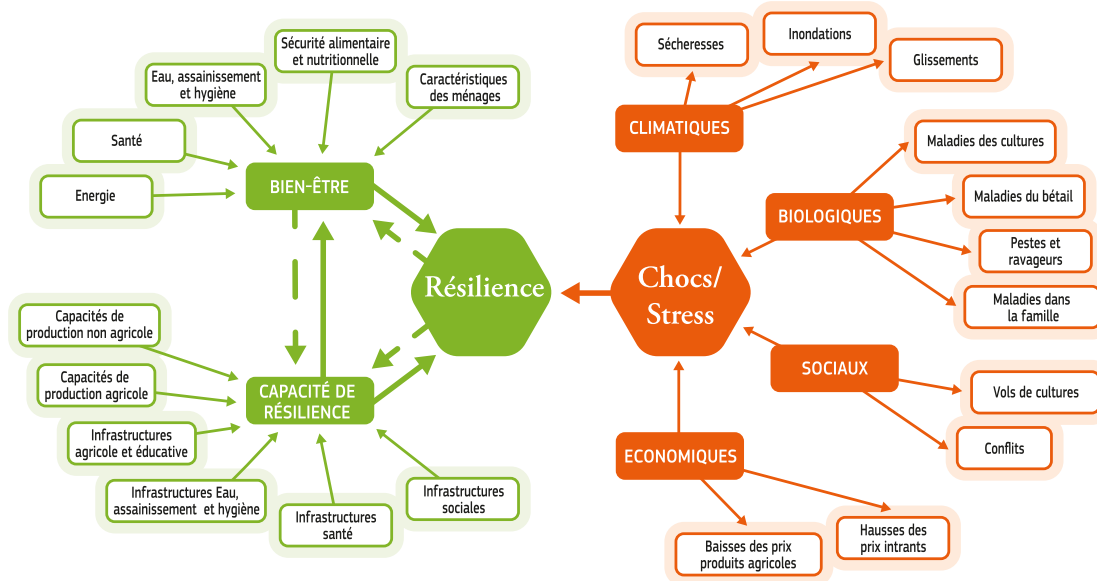 Sécurité alimentaire
et nutritionnelle
Eau, assainissement
et hygiène
Caractéristiques
des ménages
Santé
Energie
BIEN-ÊTRE
Résilience
Capacités de
production non agricole
Capacités de
production agricole
CAPACITÉ DE
RÉSILIENCE
Infrastructures
agricole et éducative
Infrastructures Eau,
assainissement et hygiène
Infrastructures
santé
Infrastructures
sociales
Sécheresses
Inondations
Glissements
CLIMATIQUES
Maladies des cultures
BIOLOGIQUES
Maladies du bétail
Pestes et
ravageurs
Maladies dans
la famille
Chocs/
Stress
SOCIAUX
Vols de cultures
Conflits
ECONOMIQUES
Baisses des prix
produits agricoles
Hausses des
prix intrants